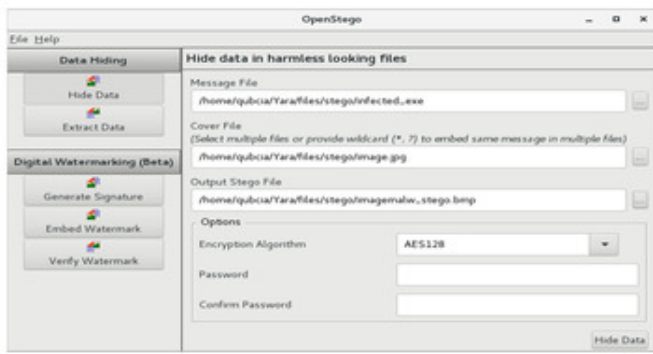 OpenStego
File Help
Data Hiding
Hide Data
Extract Data
Digital Watermarking (Beta)
Generate Signature
Embed Watermark
Verify Watermark
Hide data in harmless looking files
Message File
/home/qubcia/Yara/files/stego/infected_exe
Cover File
(Select multiple files or provide wildcard (*, ?) to embed same message in multiple files)
/home/qubcia/Yara/files/stego/image.jpg
Output Stego File
/home/qubcia/Yara/files/stego/imagemalw_stego.bmp
Options
Encryption Algorithm
AES128
Password
Confirm Password
Hide Data